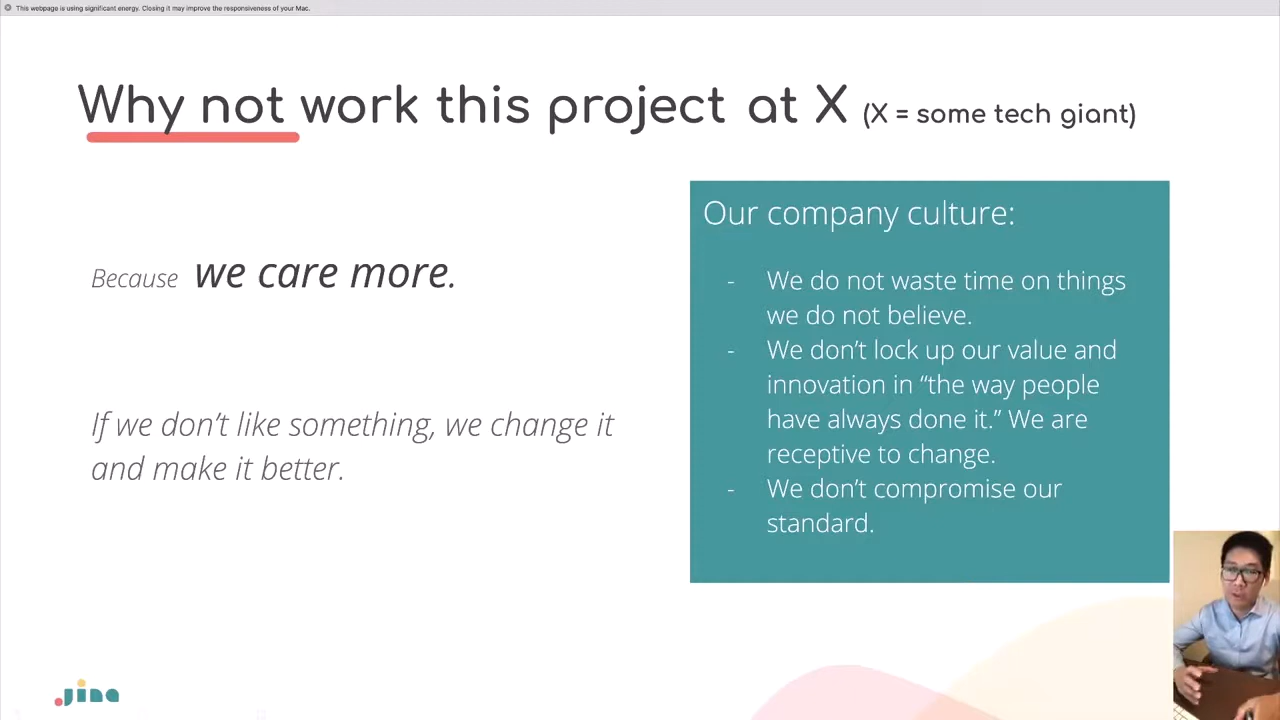 This webpage is using significant energy. Closing it may improve the responsiveness of your Mac.
Why not work this project at X (X = some tech giant)
Because we care more.
If we don't like something, we change it
and make it better.
Our company culture:
- We do not waste time on things
we do not believe.
- We don't lock up our value and
innovation in “the way people
have always done it.” We are
receptive to change.
- We don't compromise our
standard.
jina